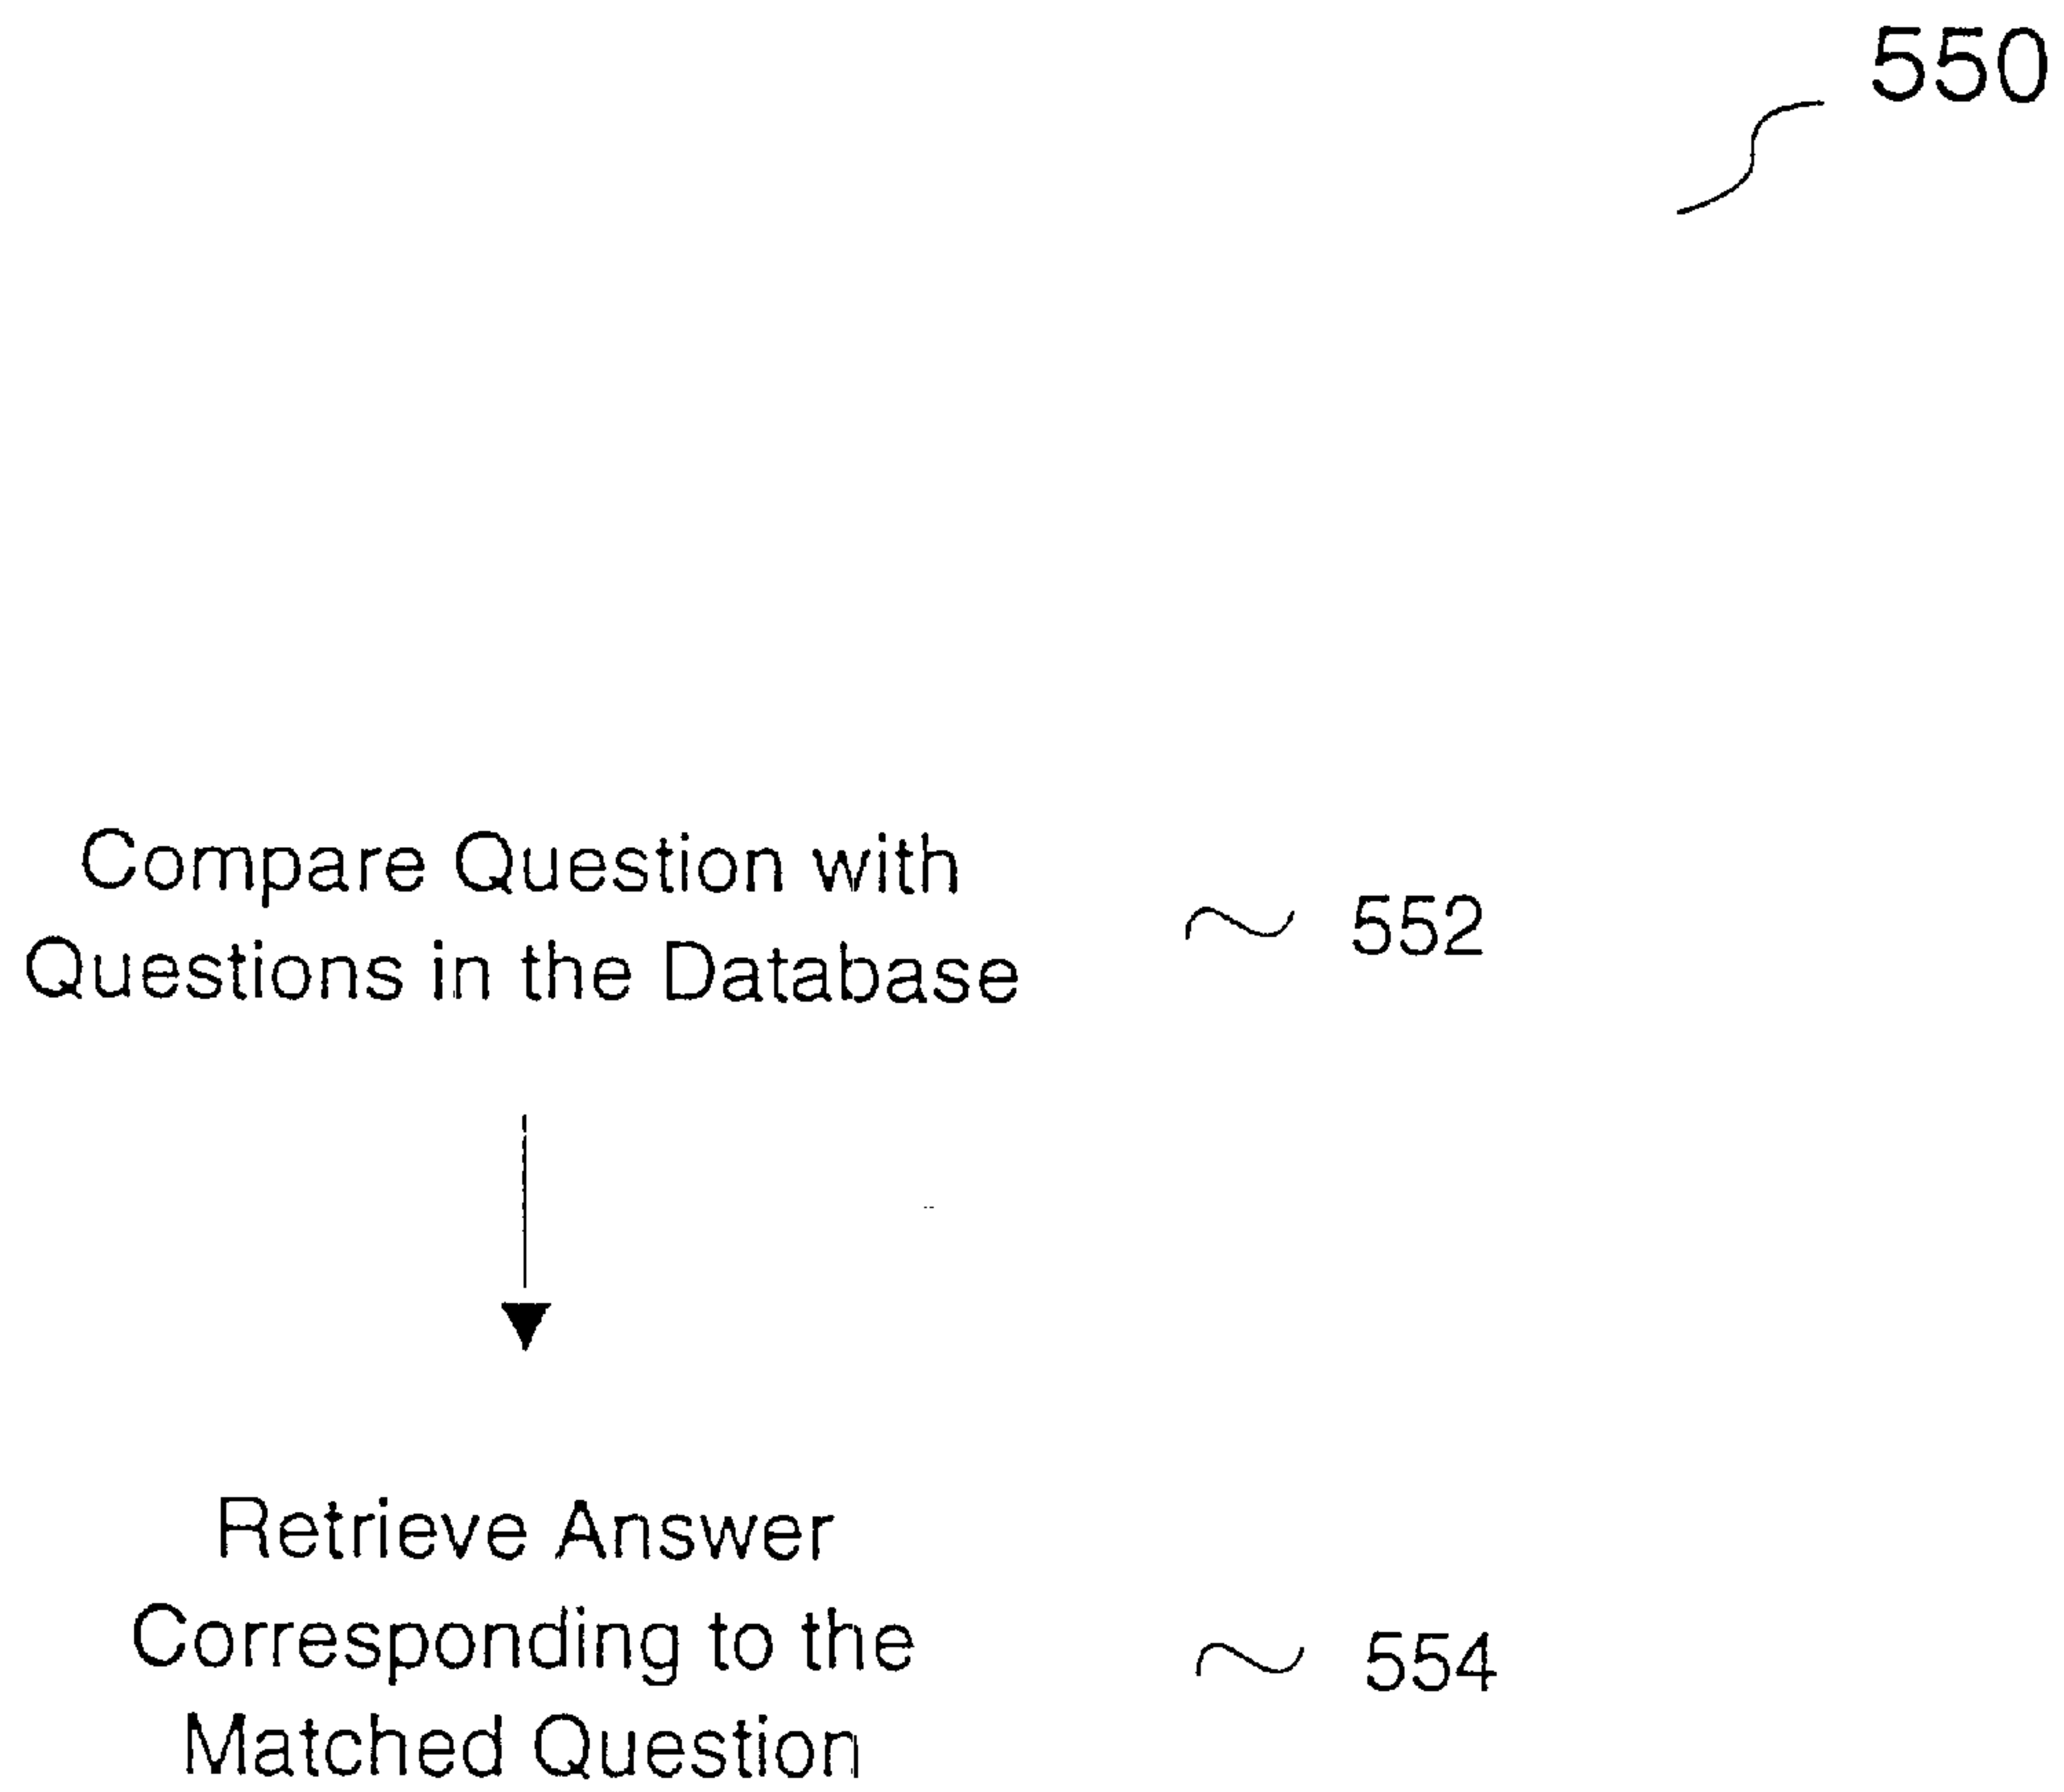 550
Compare Question with
Questions in the Database
552
Retrieve Answer
Corresponding to the
Matched Question
554